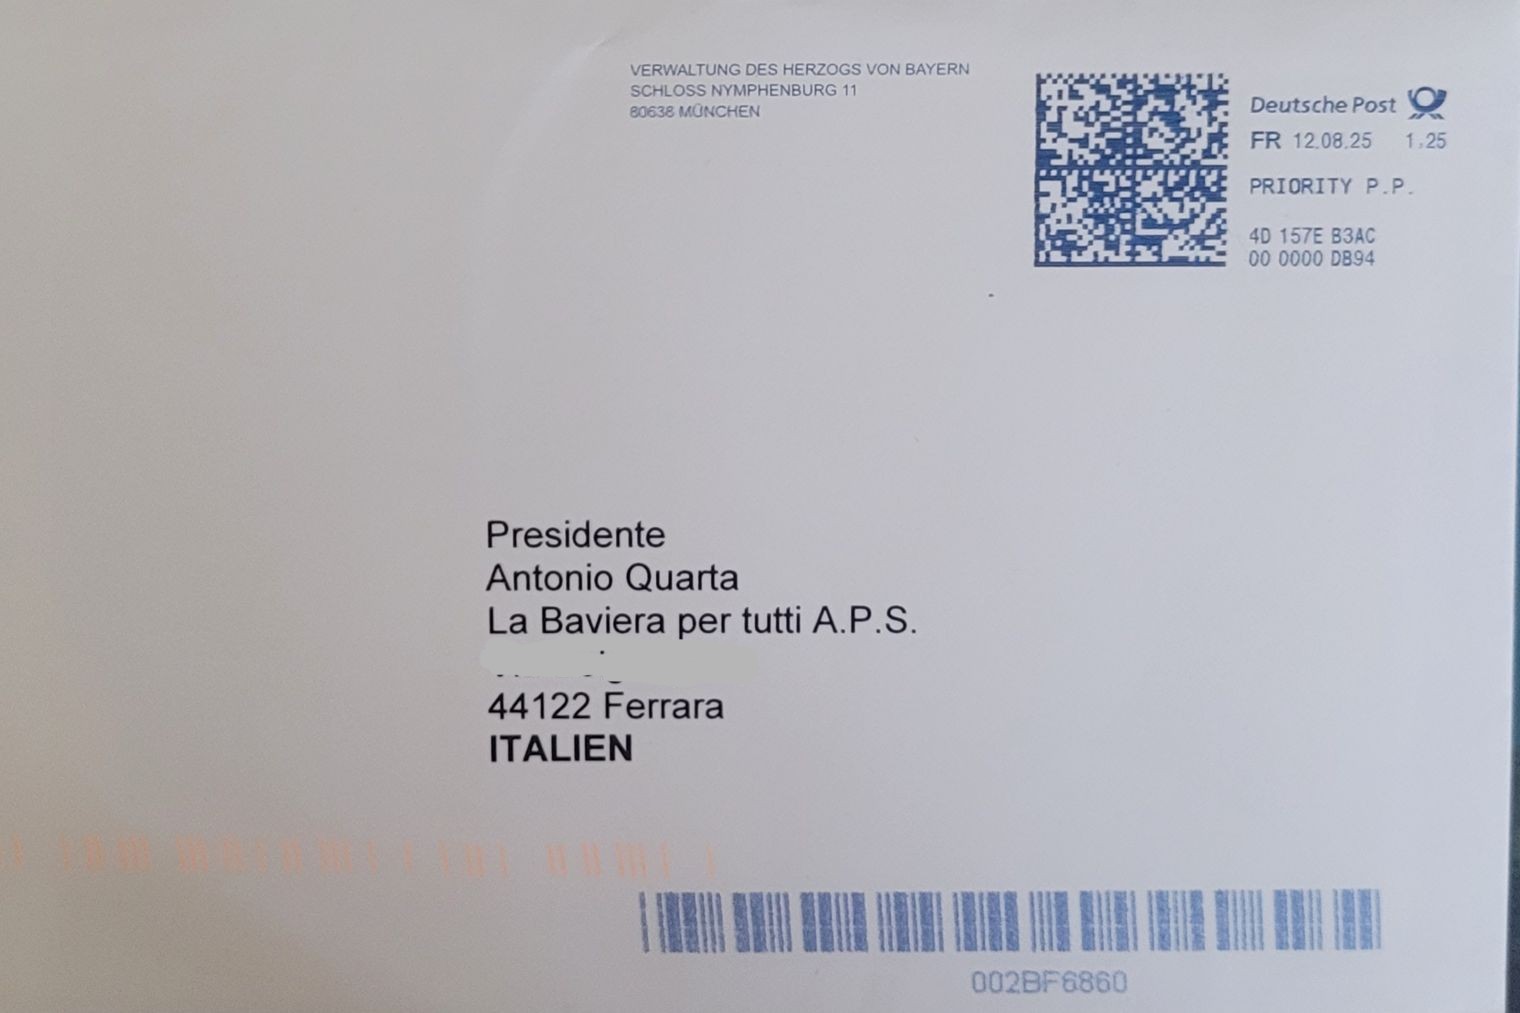 VERWALTUNG DES HERZOGS VON BAYERN
SCHLOSS NYMPHENBURG 11
80638 MÜNCHEN
Deutsche Post
FR 12.08.25 1,25
PRIORITY P.P.
4D 157E B3AC
00 0000 DB94
Presidente
Antonio Quarta
La Baviera per tutti A.P.S.
44122 Ferrara
ITALIEN
002BF6860